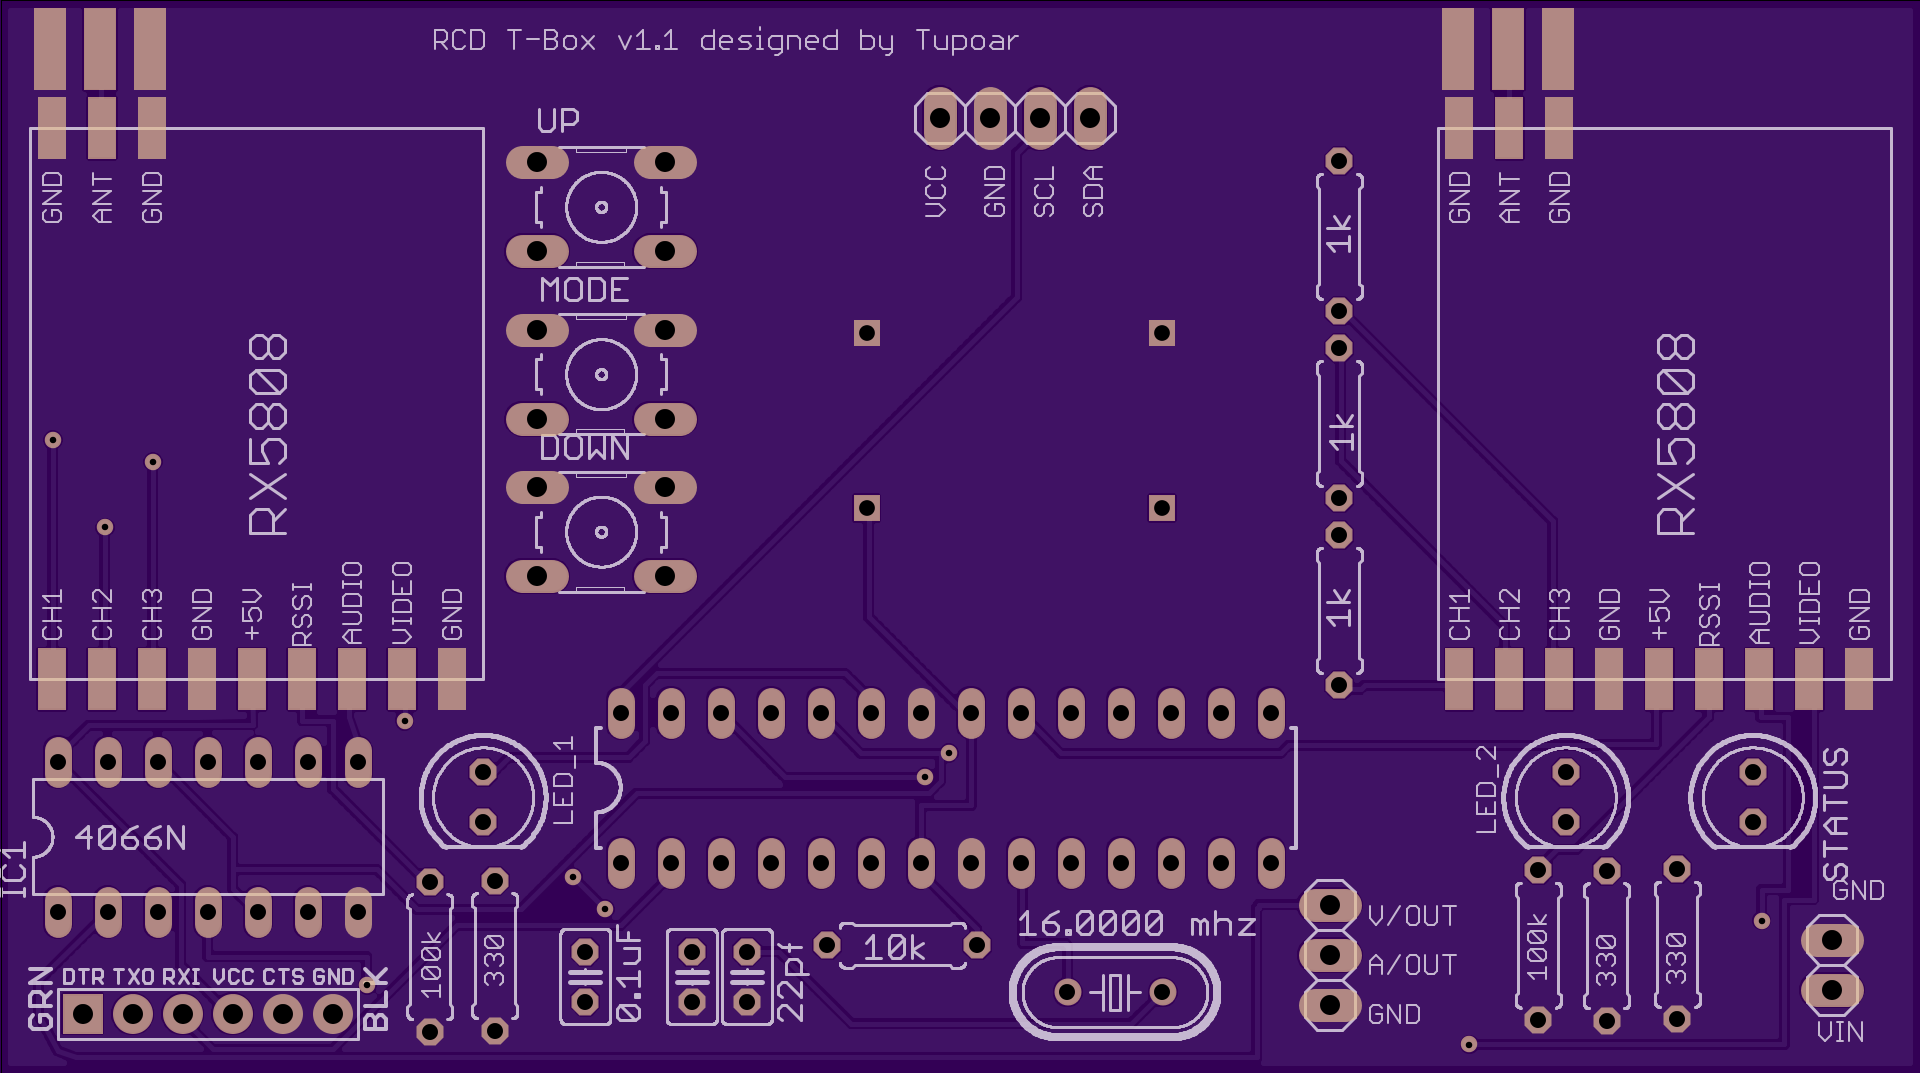 RCD T-Box v1.1 designed by Tupoar
UP
VCC
GND
SCL
SDA
GND
ANT
GND
1k
GND
ANT
GND
MODE
RX5808
1k
RX5808
DOWN
CH1
CH2
CH3
GND
+5V
RSSI
AUDIO
VIDEO
GND
1k
CH1
CH2
CH3
GND
+5V
RSSI
AUDIO
VIDEO
GND
IC1
4066N
LED_1
LED_2
STATUS
GRN
DTR TXO RXI VCC CTS GND
BLK
100k
330
0.1uF
22pf
10k
16.0000 mhz
V/OUT
A/OUT
GND
100k
330
330
GND
VIN